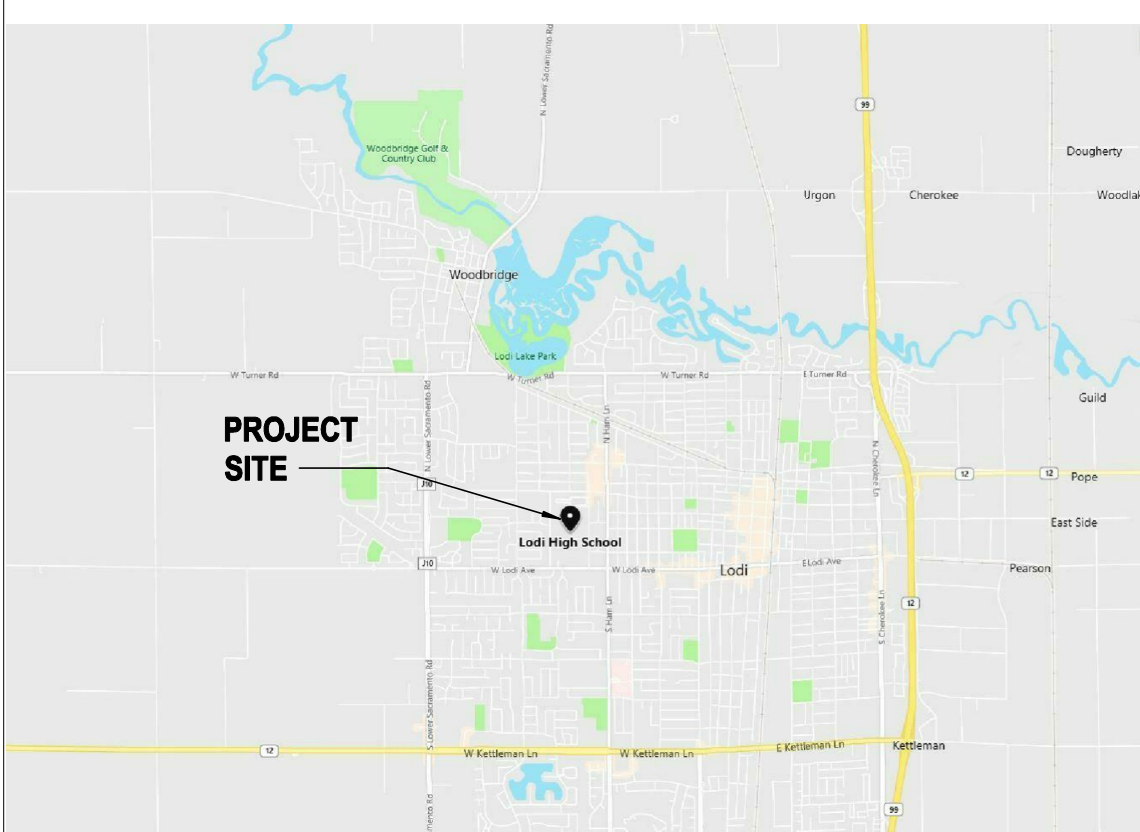 N Lower Sacramento Rd
99
Woodbridge Golf &
Country Club
Dougherty
Urgon
Cherokee
Woodlak
Woodbridge
Lodi Lake Park
W Turner Rd
W Turner Rd
W Turner Rd
E Turner Rd
Guild
N Lower Sacramento Rd
N Ham Ln
PROJECT
SITE
N Cherokee Ln
12
12
Pope
J10
East Side
Lodi High School
J10
W Lodi Ave
W Lodi Ave
Lodi
E Lodi Ave
Pearson
S Ham Ln
S Cherokee Ln
12
S Lower Sacramento Rd
12
W Kettleman Ln
W Kettleman Ln
E Kettleman Ln
Kettleman
mento Rd
99